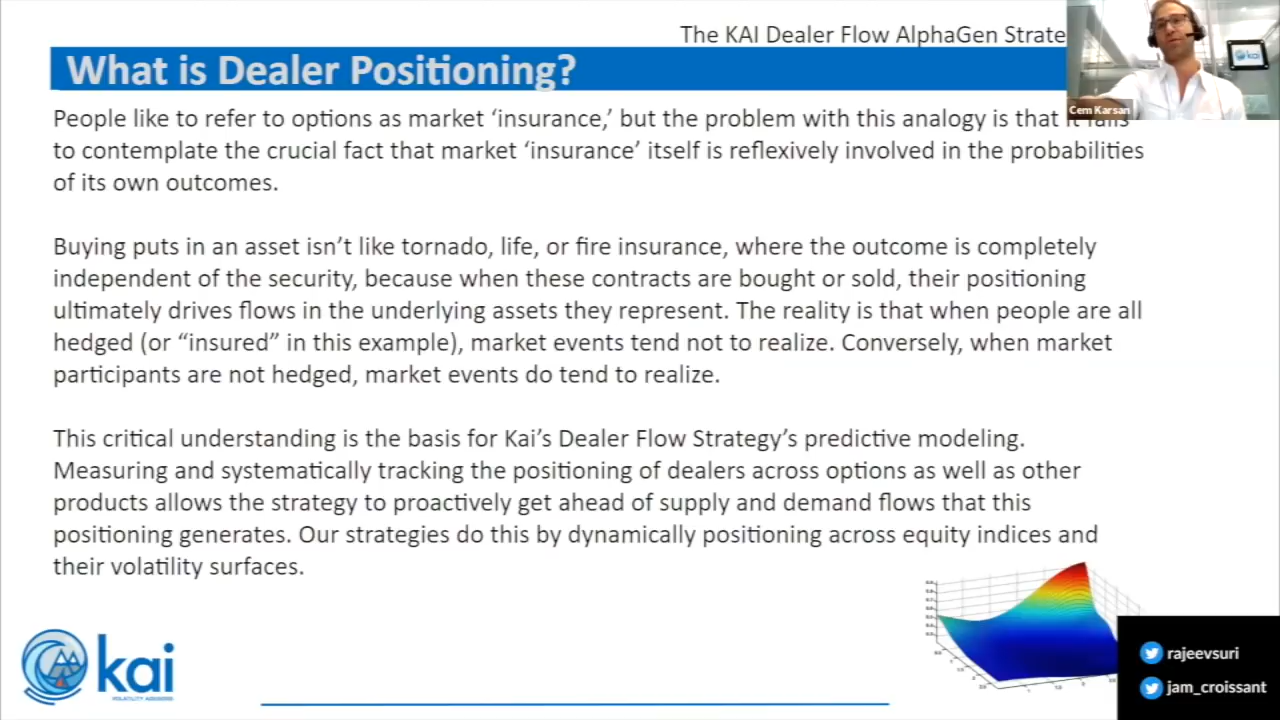 The KAI Dealer Flow AlphaGen Strate
What is Dealer Positioning?
Cem Karsan
kai
People like to refer to options as market ‘insurance,’ but the problem with this analogy is that it fails
to contemplate the crucial fact that market ‘insurance’ itself is reflexively involved in the probabilities
of its own outcomes.
Buying puts in an asset isn’t like tornado, life, or fire insurance, where the outcome is completely
independent of the security, because when these contracts are bought or sold, their positioning
ultimately drives flows in the underlying assets they represent. The reality is that when people are all
hedged (or “insured” in this example), market events tend not to realize. Conversely, when market
participants are not hedged, market events do tend to realize.
This critical understanding is the basis for Kai’s Dealer Flow Strategy’s predictive modeling.
Measuring and systematically tracking the positioning of dealers across options as well as other
products allows the strategy to proactively get ahead of supply and demand flows that this
positioning generates. Our strategies do this by dynamically positioning across equity indices and
their volatility surfaces.
kai
VOLATILITY ADVISORS
rajeevsuri
jam_croissant